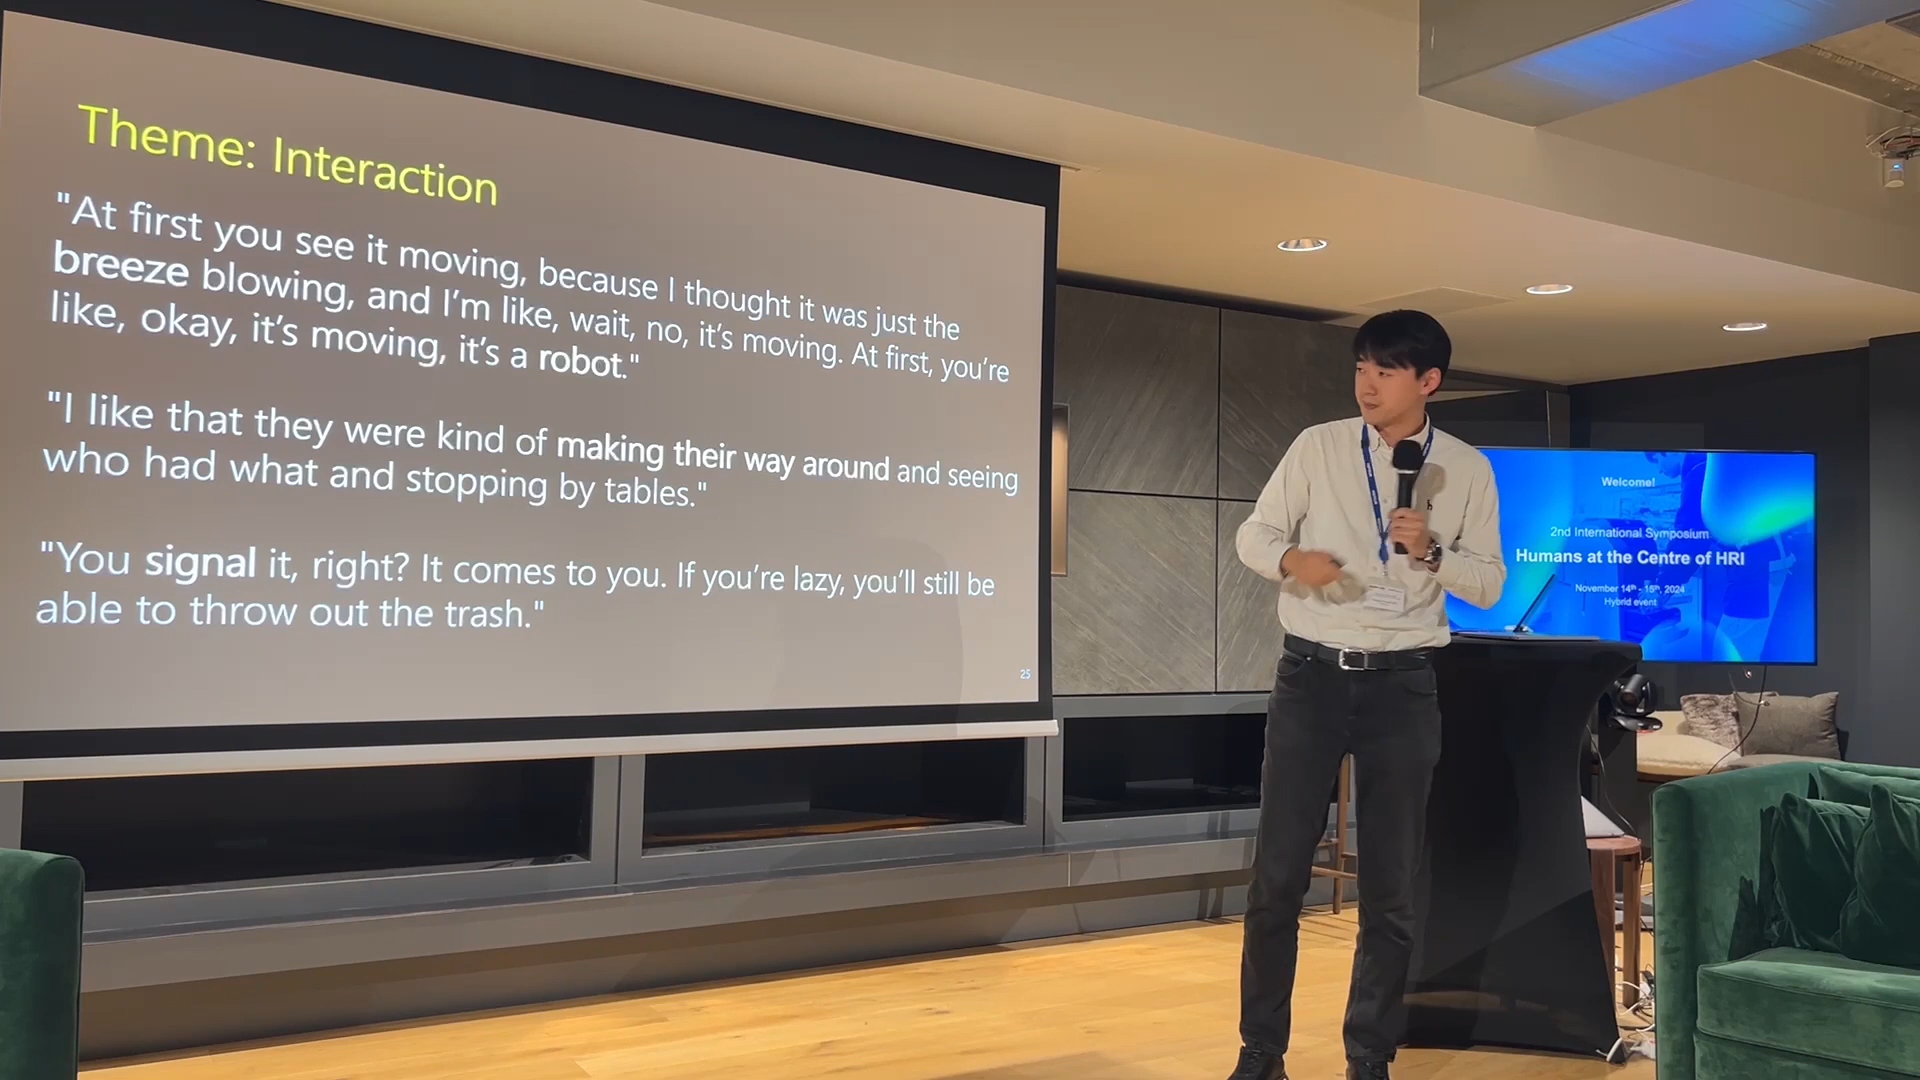 Theme: Interaction
"At first you see it moving, because I thought it was just the
breeze blowing, and I'm like, wait, no, it's moving. At first, you're
like, okay, it's moving, it's a robot."
"I like that they were kind of making their way around and seeing
who had what and stopping by tables."
"You signal it, right? It comes to you. If you're lazy, you'll still be
able to throw out the trash."
25
Welcome!
2nd International Symposium
Humans at the Centre of HRI
November 14th - 15th, 2024
Hybrid event
h